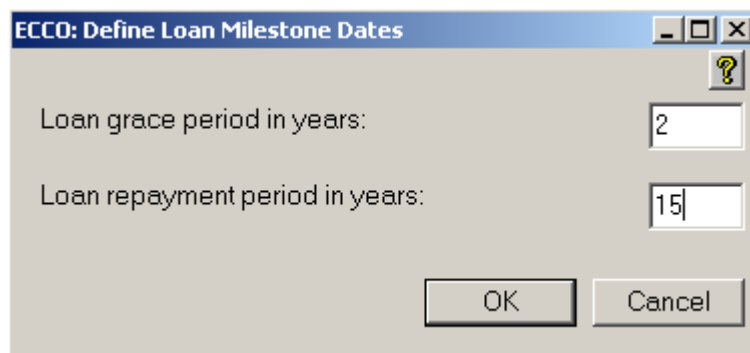 ECCO: Define Loan Milestone Dates
?
Loan grace period in years:
2
Loan repayment period in years:
15
OK Cancel